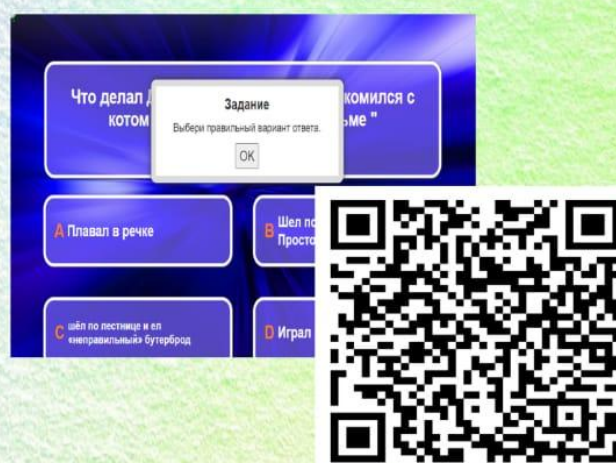 Что делал комился с
котом ьме "
Задание
Выбери правильный вариант ответа.
OK
A Плавал в речке
B Шел по
Просто
C шёл по лестнице и ел
«неправильный» бутерброд
D Играл